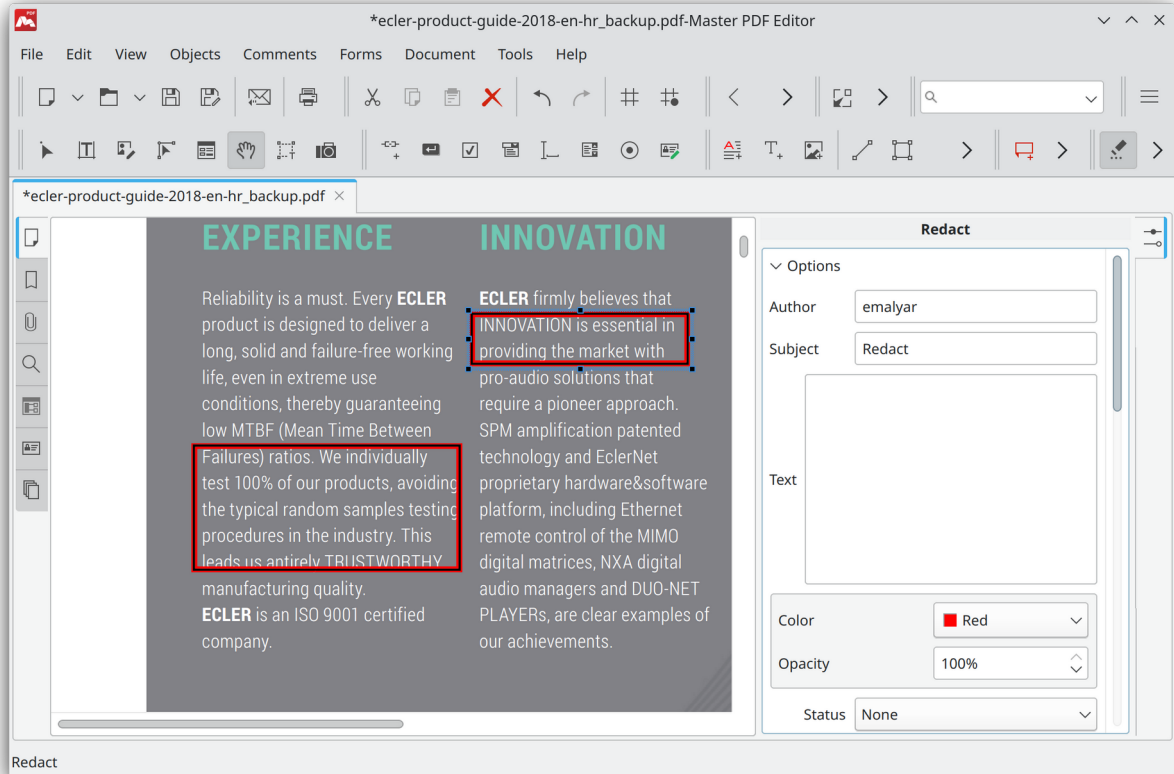 *ecler-product-guide-2018-en-hr_backup.pdf-Master PDF Editor
File Edit View Objects Comments Forms Document Tools Help
*ecler-product-guide-2018-en-hr_backup.pdf
EXPERIENCE
Reliability is a must. Every ECLER
product is designed to deliver a
long, solid and failure-free working
life, even in extreme use
conditions, thereby guaranteeing
low MTBF (Mean Time Between
Failures) ratios. We individually
test 100% of our products, avoiding
the typical random samples testing
procedures in the industry. This
leads us antirely TRUSTWORTHY
manufacturing quality.
ECLER is an ISO 9001 certified
company.
INNOVATION
ECLER firmly believes that
INNOVATION is essential in
providing the market with
pro-audio solutions that
require a pioneer approach.
SPM amplification patented
technology and EclerNet
proprietary hardware&software
platform, including Ethernet
remote control of the MIMO
digital matrices, NXA digital
audio managers and DUO-NET
PLAYERs, are clear examples of
our achievements.
Redact
Options
Author emalyar
Subject Redact
Text
Color Red
Opacity 100%
Status None
Redact